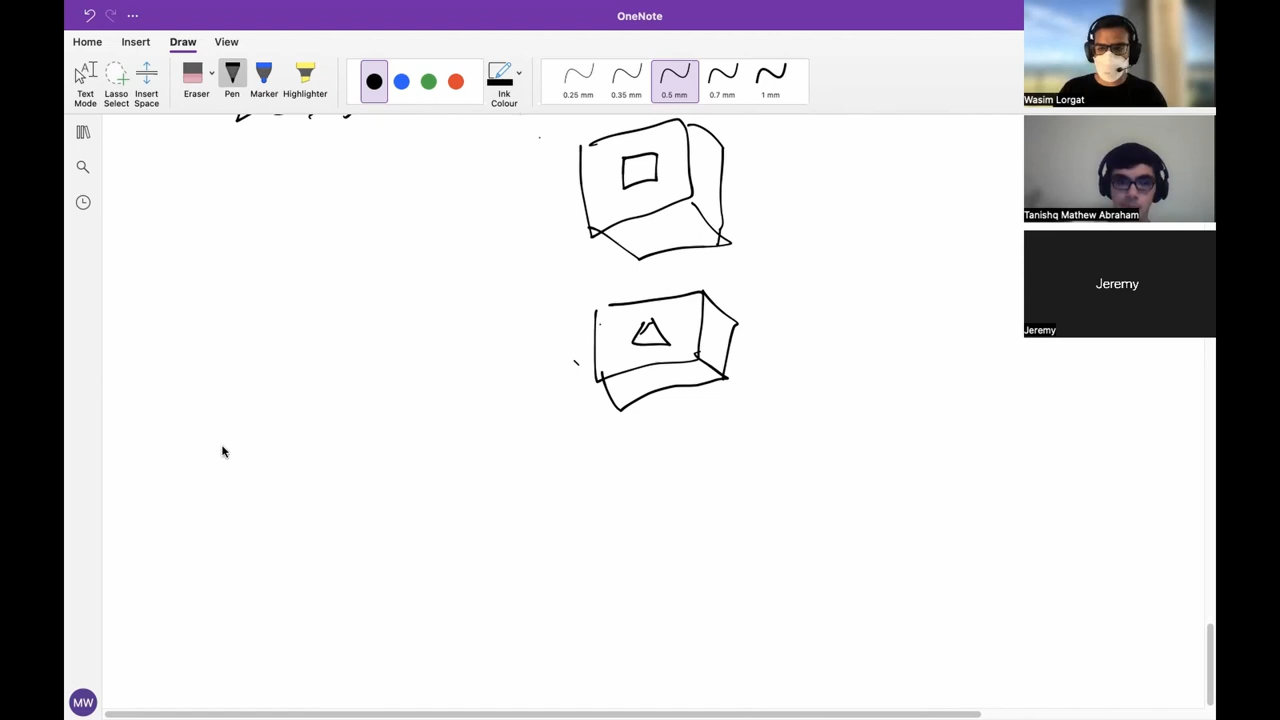 OneNote
Home Insert Draw View
Text Mode
Lasso Select
Insert Space
Eraser
Pen
Marker
Highlighter
Ink Colour
0.25 mm
0.35 mm
0.5 mm
0.7 mm
1 mm
Wasim Lorgat
Tanishq Mathew Abraham
Jeremy
Jeremy
MW